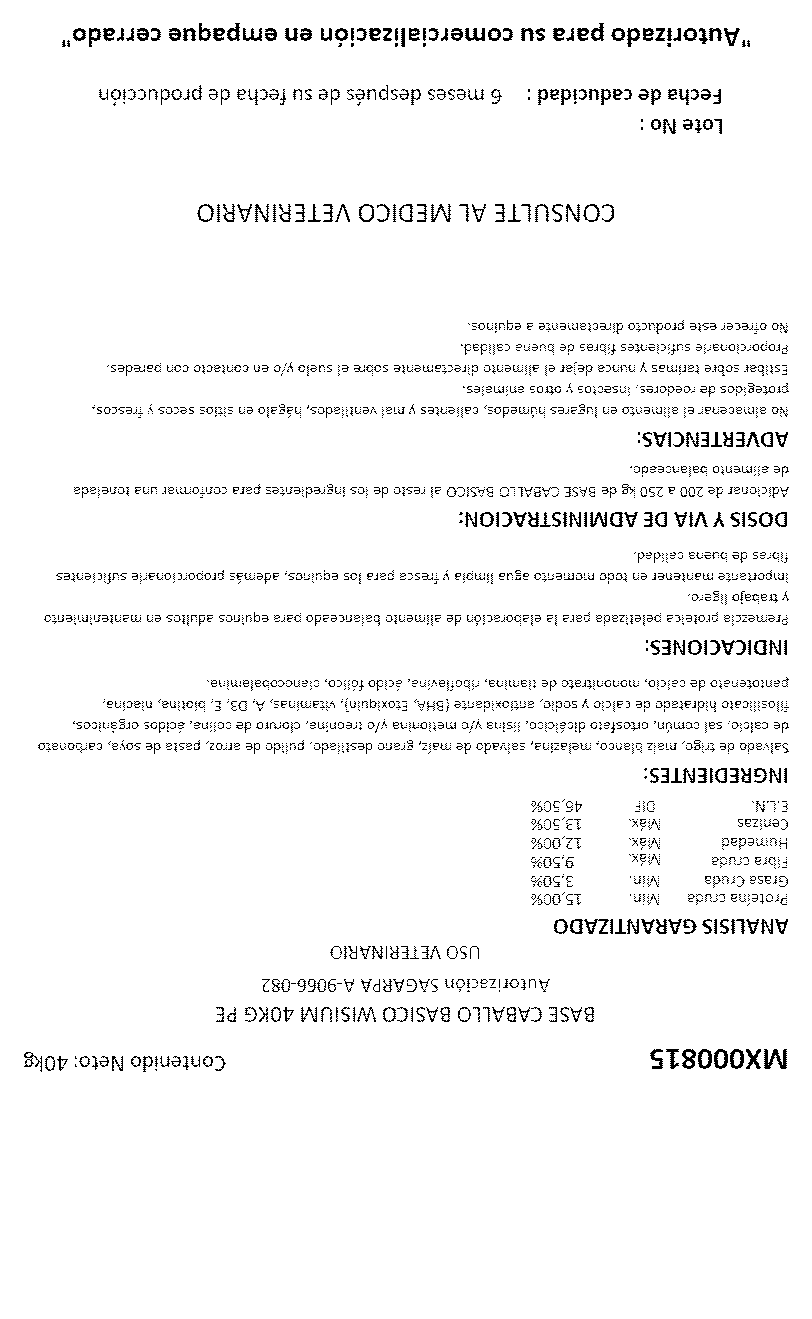 MX000815 Contenido Neto: 40kg
BASE CABALLO BASICO WISIUM 40KG PE
Autorización SAGARPA A-9066-082
USO VETERINARIO
ANALISIS GARANTIZADO
Proteína cruda Min. 15,00%
Grasa Cruda Min. 3,50%
Fibra cruda Máx. 9,50%
Humedad Máx. 12,00%
Cenizas Máx. 13,50%
E.L.N. DIF 46,50%
INGREDIENTES:
Salvado de trigo, maíz blanco, melazina, salvado de maíz, grano destilado, pulido de arroz, pasta de soya, carbonato
de calcio, sal común, ortosfato dicálcico, lisina y/o metionina y/o treonina, cloruro de colina, ácidos orgánicos,
filosilicato hidratado de calcio y sodio, antioxidante (BHA, Etoxiquin), vitaminas, A, D3, E, biotina, niacina,
pantotenato de calcio, mononitrato de tiamina, riboflavina, ácido fólico, cianocobalamina.
INDICACIONES:
Premezcla proteica peletizada para la elaboración de alimento balanceado para equinos adultos en mantenimiento
y trabajo ligero.
Importante mantener en todo momento agua limpia y fresca para los equinos, además proporcionarle suficientes
fibras de buena calidad.
DOSIS Y VIA DE ADMINISTRACION:
Adicionar de 200 a 250 kg de BASE CABALLO BASICO al resto de los ingredientes para conformar una tonelada
de alimento balanceado.
ADVERTENCIAS:
No almacenar el alimento en lugares húmedos, calientes y mal ventilados, hágalo en sitios secos y frescos,
protegidos de roedores, insectos y otros animales.
Estibar sobre tarimas y nunca dejar el alimento directamente sobre el suelo y/o en contacto con paredes.
Proporcionarle suficientes fibras de buena calidad.
No ofrecer este producto directamente a equinos.
CONSULTE AL MEDICO VETERINARIO
Lote No :
Fecha de caducidad : 6 meses después de su fecha de producción
"Autorizado para su comercialización en empaque cerrado"